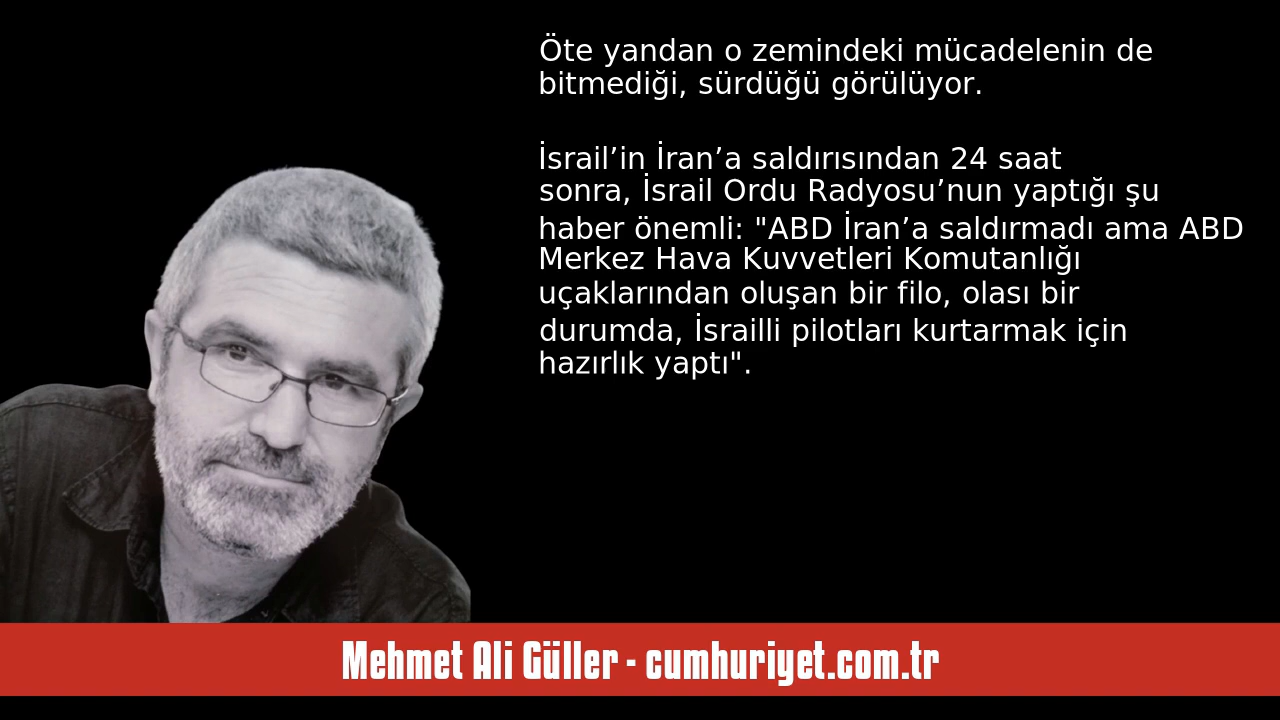 Öte yandan o zemindeki mücadelenin de
bitmediği, sürdüğü görülüyor.
İsrail’in İran’a saldırısından 24 saat
sonra, İsrail Ordu Radyosu’nun yaptığı şu
haber önemli: "ABD İran’a saldırmadı ama ABD
Merkez Hava Kuvvetleri Komutanlığı
uçaklarından oluşan bir filo, olası bir
durumda, İsrailli pilotları kurtarmak için
hazırlık yaptı".
Mehmet Ali Güller - cumhuriyet.com.tr